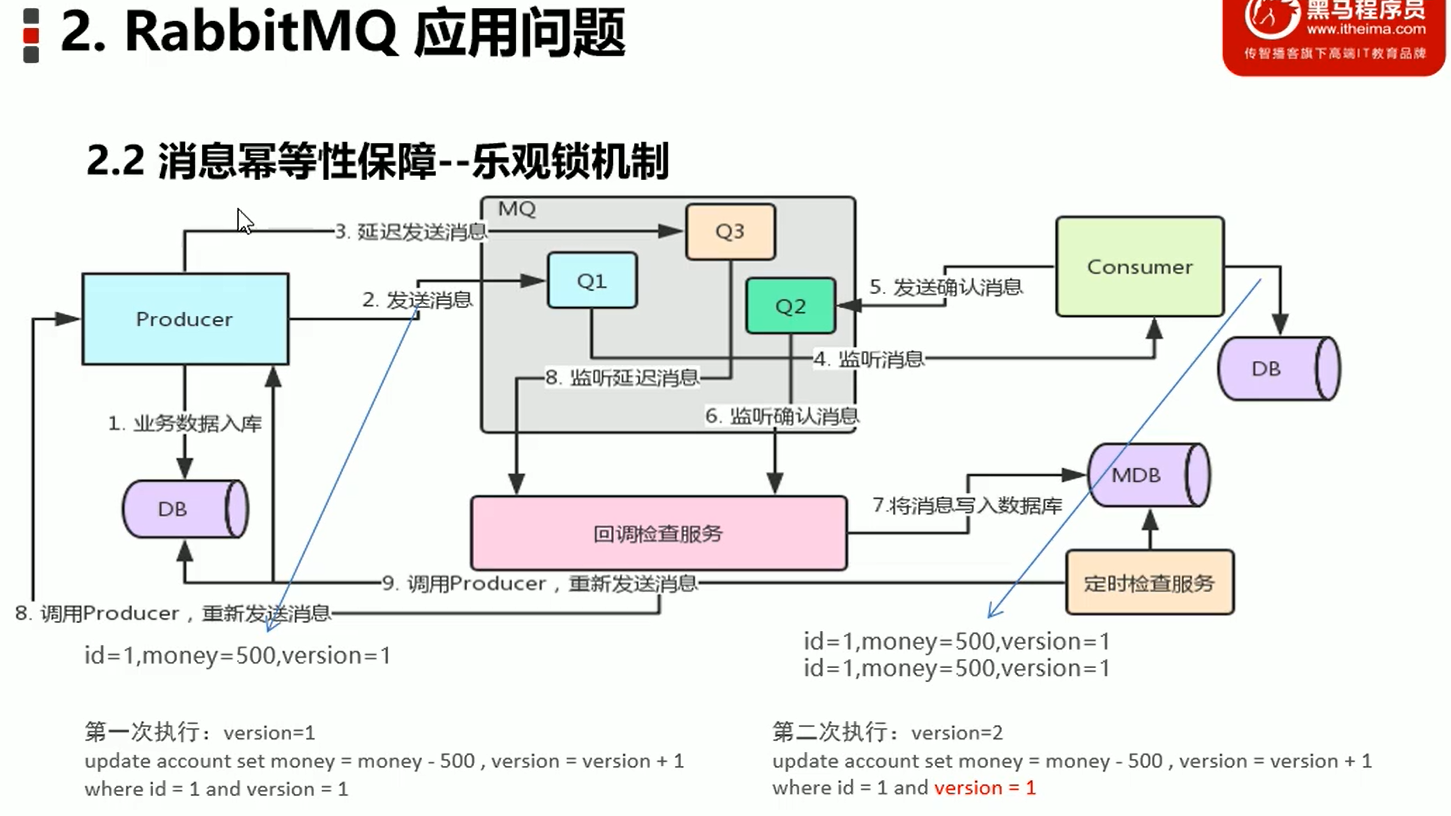 2. RabbitMQ 应用问题
黑马程序员
www.itheima.com
传智播客旗下高端IT教育品牌
2.2 消息幂等性保障--乐观锁机制
MQ
3. 延迟发送消息
Q3
Q1
Q2
2. 发送消息
5. 发送确认消息
Consumer
Producer
4. 监听消息
DB
8. 监听延迟消息
6. 监听确认消息
1. 业务数据入库
DB
MDB
7.将消息写入数据库
回调检查服务
9. 调用Producer，重新发送消息
定时检查服务
8. 调用Producer，重新发送消息
id=1,money=500,version=1
id=1,money=500,version=1
id=1,money=500,version=1
第一次执行：version=1
update account set money = money - 500 , version = version + 1
where id = 1 and version = 1
第二次执行：version=2
update account set money = money - 500 , version = version + 1
where id = 1 and version = 1